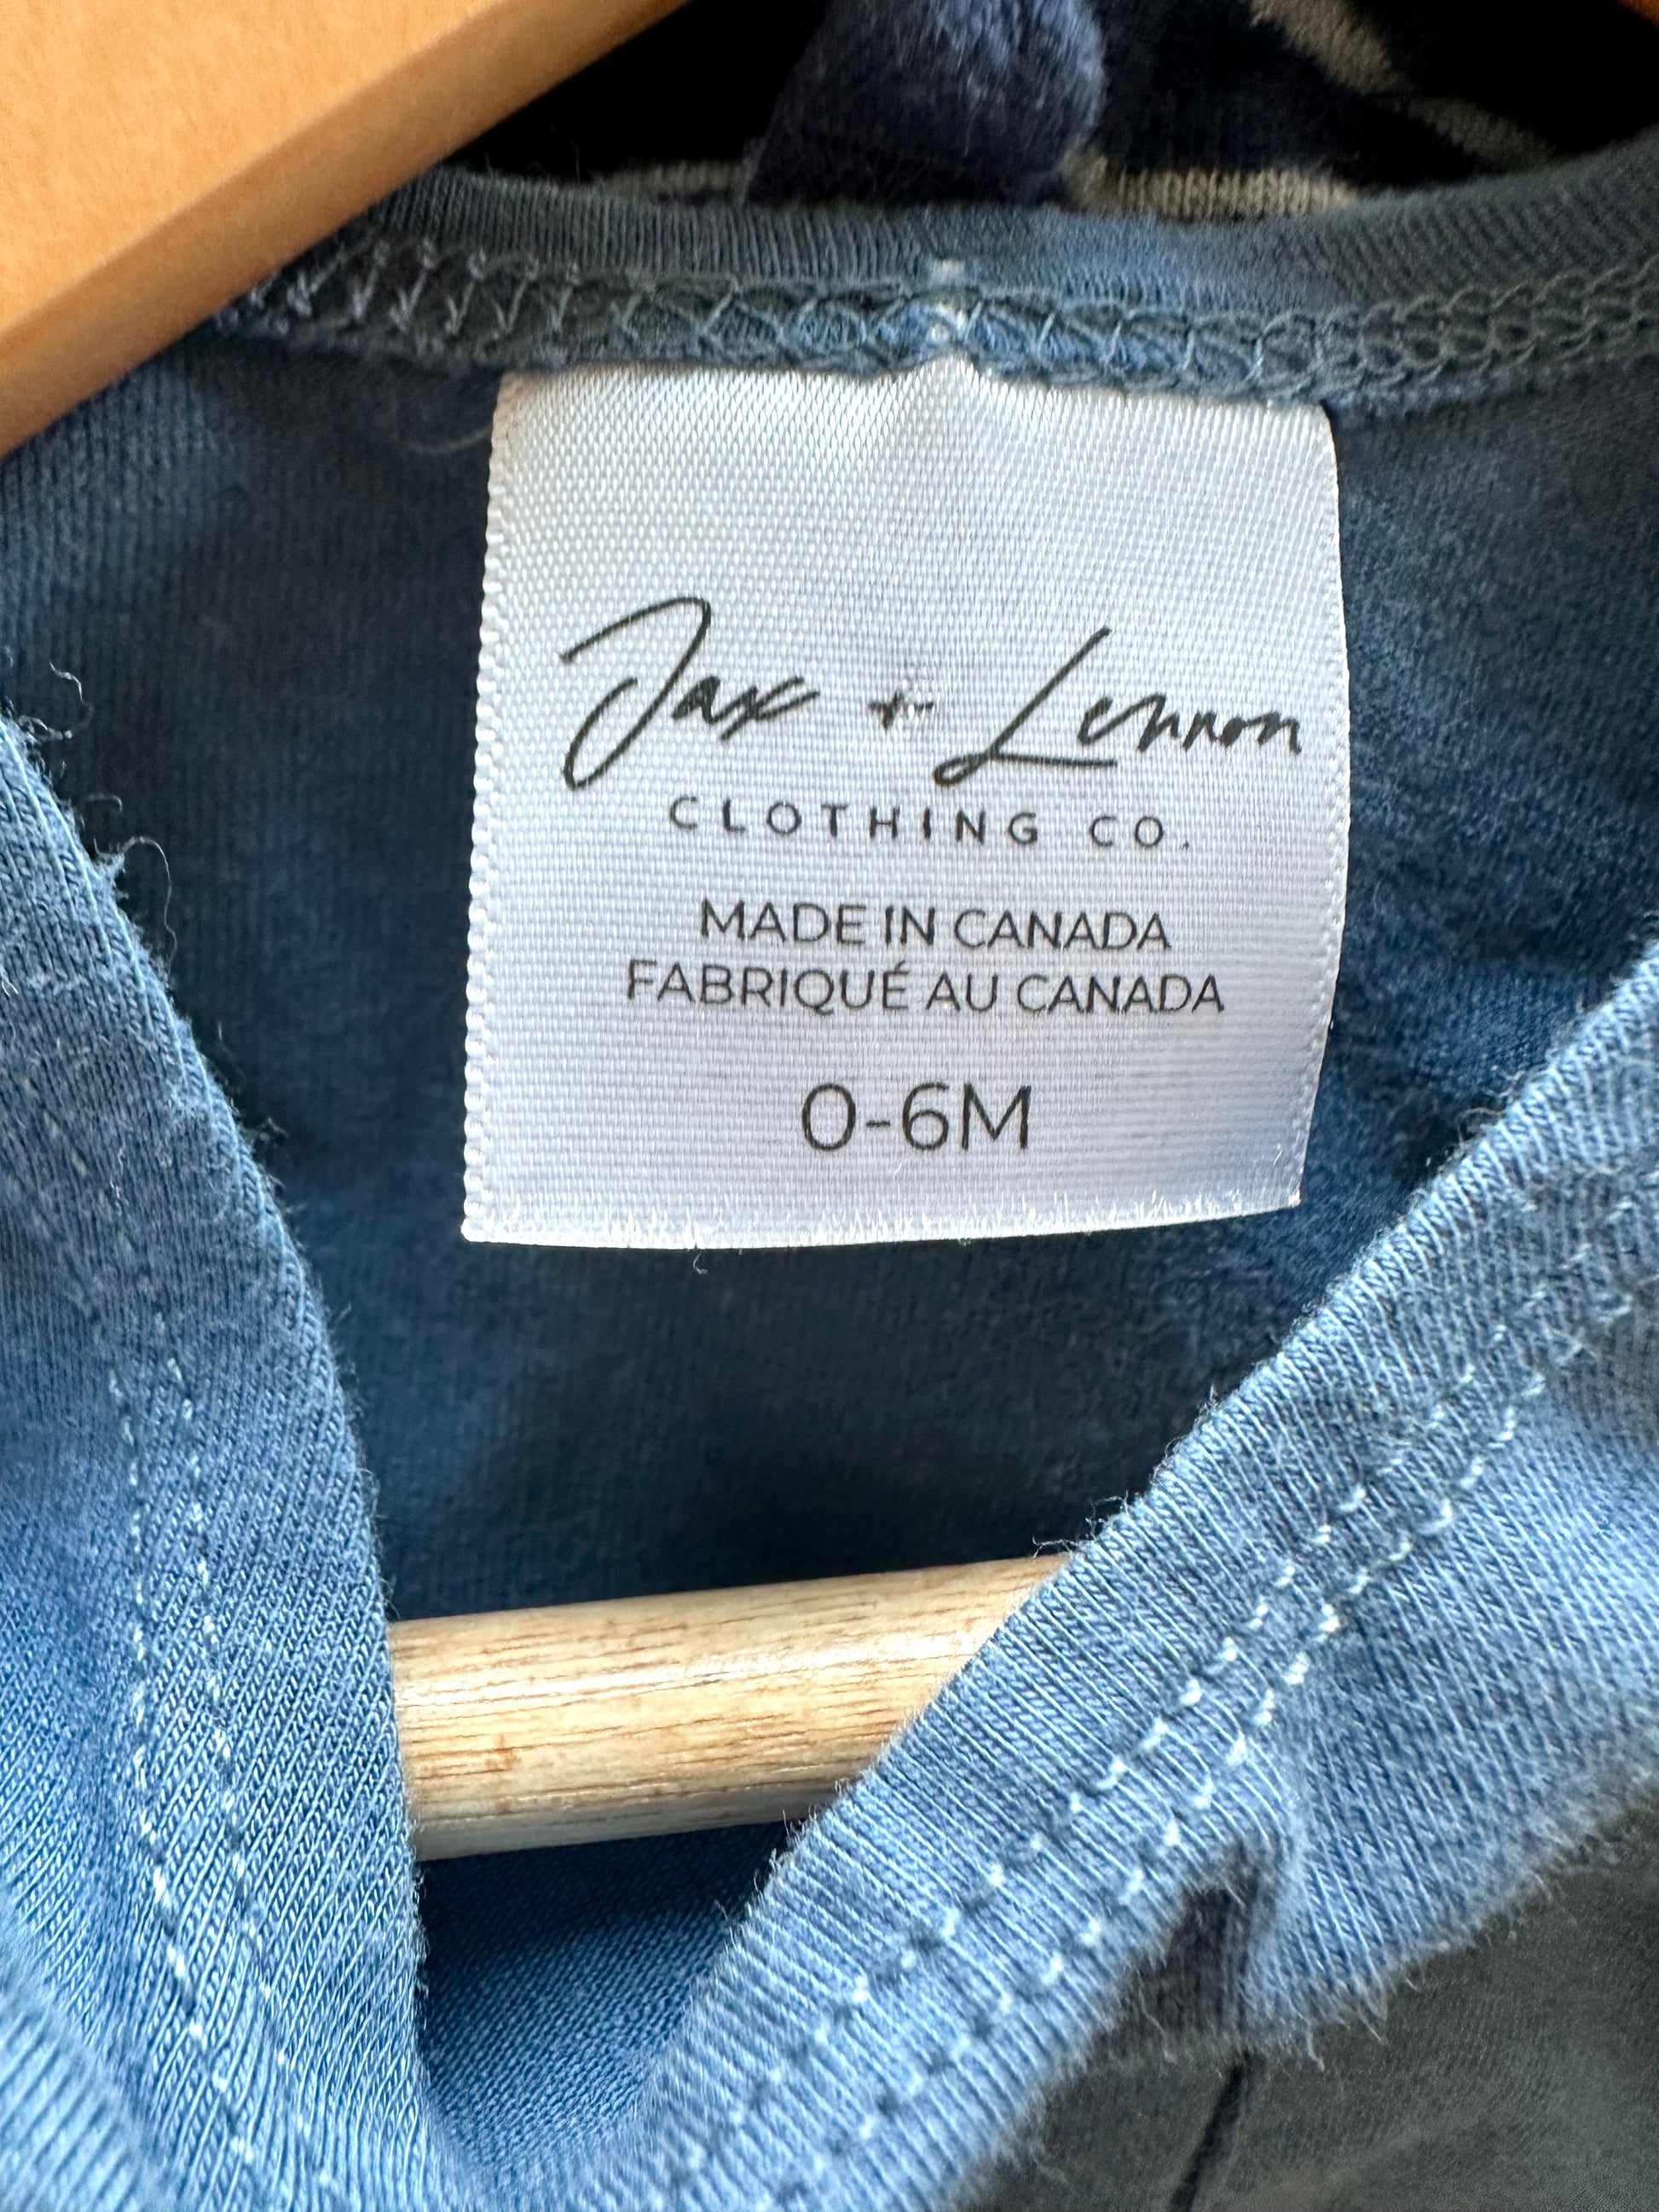 Jax + Lennon
CLOTHING CO.
MADE IN CANADA
FABRIQUÉ AU CANADA
0-6M